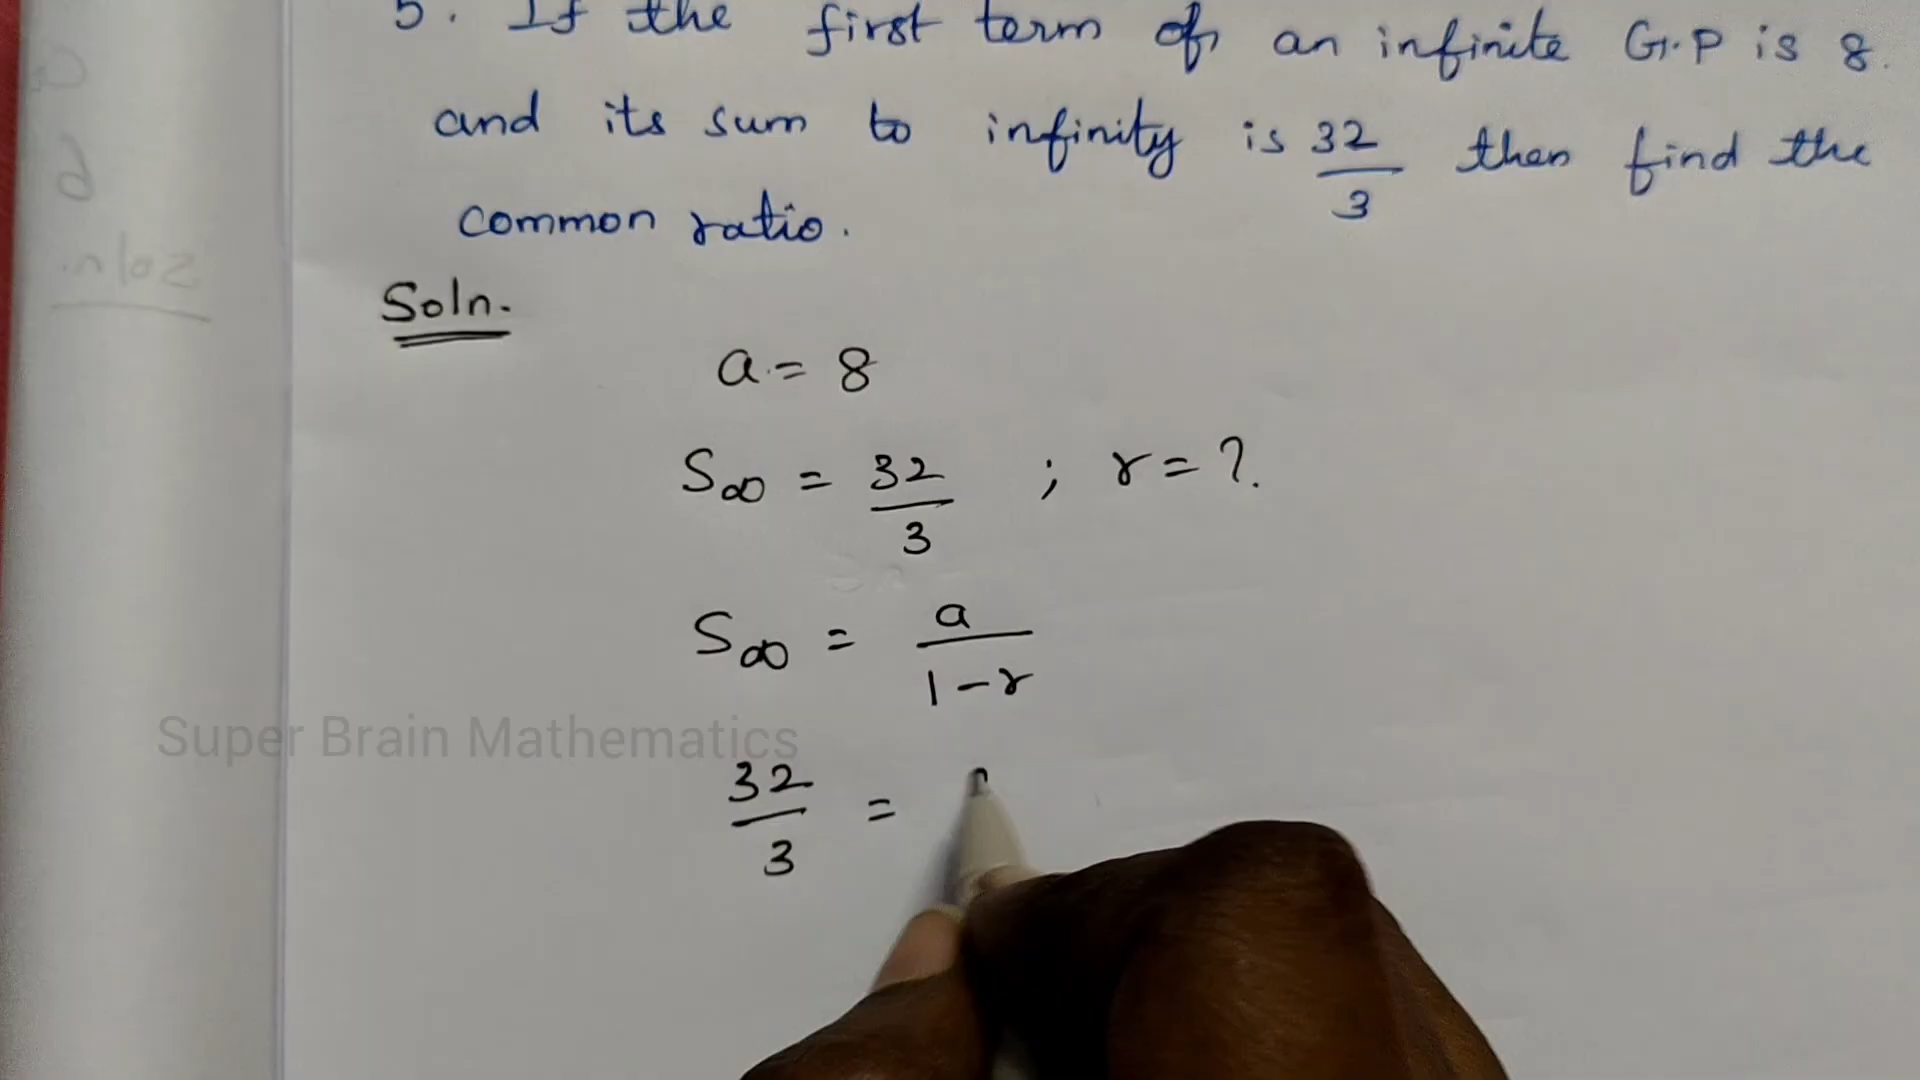 5. If the first term of an infinite G.P is 8.
and its sum to infinity is 32/3 then find the
common ratio.
Soln.
a = 8
S∞ = 32/3 ; r = ?.
S∞ = a/1-r
Super Brain Mathematics
32/3 =